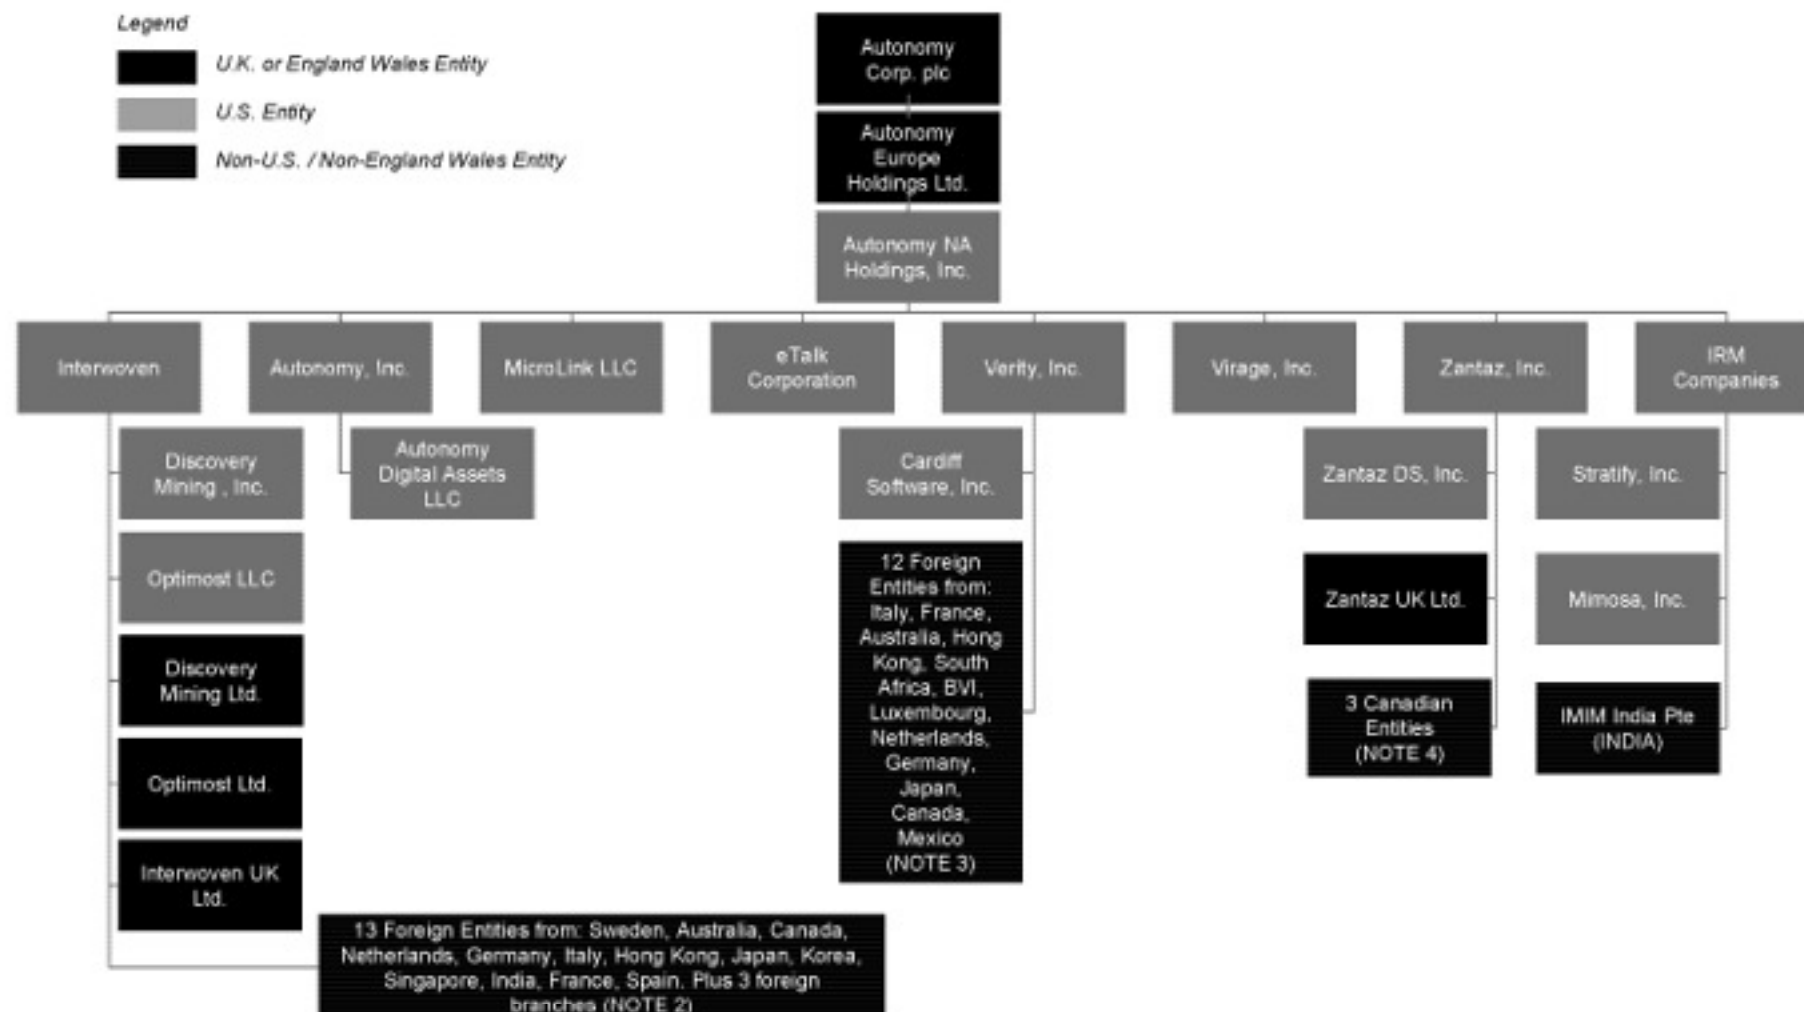 Legend
U.K. or England Wales Entity
U.S. Entity
Non-U.S. / Non-England Wales Entity
Autonomy
Corp. plc
Autonomy
Europe
Holdings Ltd.
Autonomy NA
Holdings, Inc.
Interwoven
Autonomy, Inc.
MicroLink LLC
eTalk
Corporation
Verity, Inc.
Virage, Inc.
Zantaz, Inc.
IRM
Companies
Discovery
Mining , Inc.
Optimost LLC
Discovery
Mining Ltd.
Optimost Ltd.
Interwoven UK
Ltd.
13 Foreign Entities from: Sweden, Australia, Canada,
Netherlands, Germany, Italy, Hong Kong, Japan, Korea,
Singapore, India, France, Spain. Plus 3 foreign
branches (NOTE 2)
Autonomy
Digital Assets
LLC
Cardiff
Software, Inc.
12 Foreign
Entities from:
Italy, France,
Australia, Hong
Kong, South
Africa, BVI,
Luxembourg,
Netherlands,
Germany,
Japan,
Canada,
Mexico
(NOTE 3)
Zantaz DS, Inc.
Zantaz UK Ltd.
3 Canadian
Entities
(NOTE 4)
Stratify, Inc.
Mimosa, Inc.
IMIM India Pte
(INDIA)